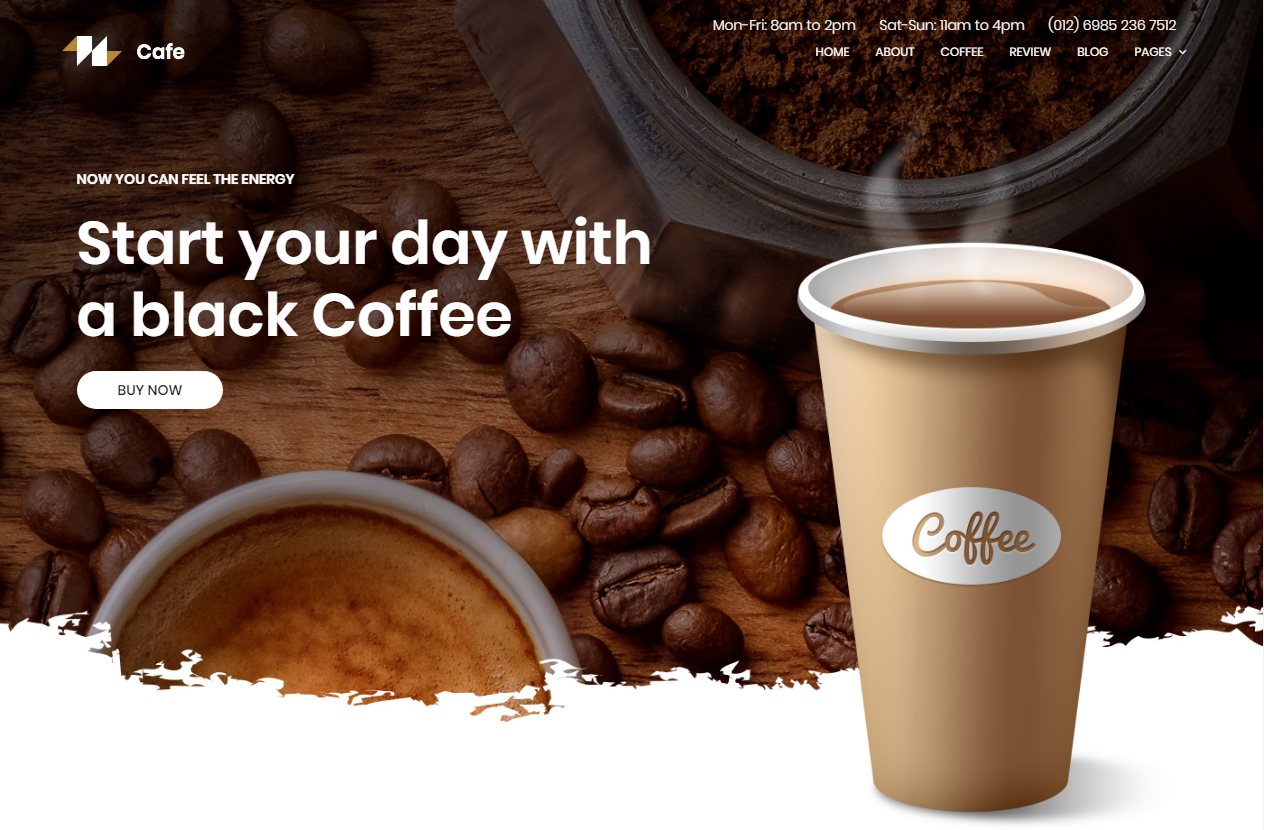 Mon-Fri: 8am to 2pm Sat-Sun: 11am to 4pm (012) 6985 236 7512
Cafe
HOME ABOUT COFFEE REVIEW BLOG PAGES
NOW YOU CAN FEEL THE ENERGY
Start your day with
a black Coffee
BUY NOW
Coffee